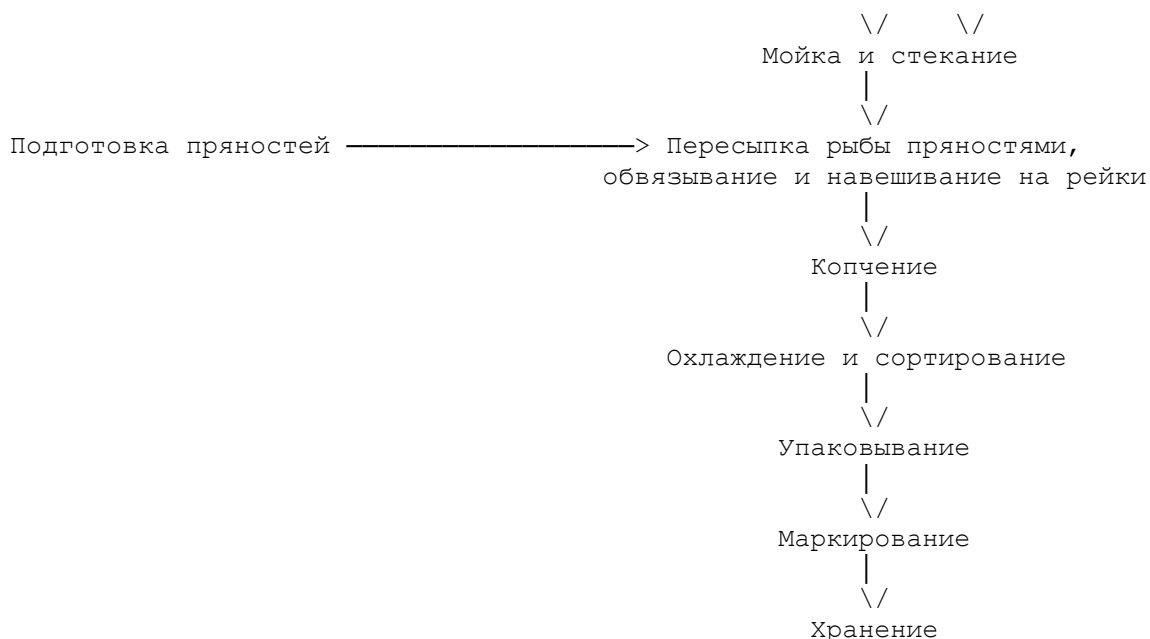 Мойка и стекание
Подготовка пряностей ───────────────────> Пересыпка рыбы пряностями,
обвязывание и навешивание на рейки
Копчение
Охлаждение и сортирование
Упаковывание
Маркирование
Хранение